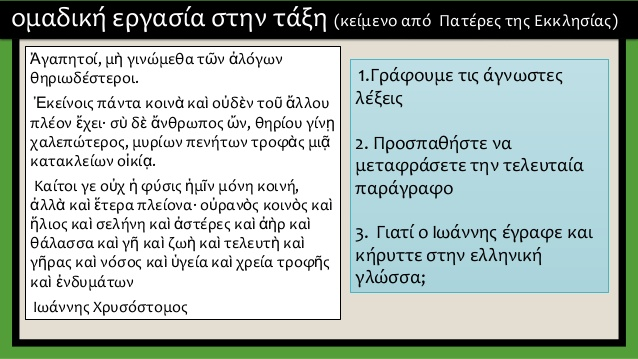 ομαδική εργασία στην τάξη (κείμενο από Πατέρες της Εκκλησίας)
Ἀγαπητοί, μὴ γινώμεθα τῶν ἀλόγων
θηριωδέστεροι.
Ἐκείνοις πάντα κοινὰ καὶ οὐδὲν τοῦ ἄλλου
πλέον ἔχει· σὺ δὲ ἄνθρωπος ὤν, θηρίου γίνῃ
χαλεπώτερος, μυρίων πενήτων τροφὰς μιᾷ
κατακλείων οἰκίᾳ.
Καίτοι γε οὐχ ἡ φύσις ἡμῖν μόνη κοινή,
ἀλλὰ καὶ ἕτερα πλείονα· οὐρανὸς κοινὸς καὶ
ἥλιος καὶ σελήνη καὶ ἀστέρες καὶ ἀὴρ καὶ
θάλασσα καὶ γῆ καὶ ζωὴ καὶ τελευτὴ καὶ
γῆρας καὶ νόσος καὶ ὑγεία καὶ χρεία τροφῆς
καὶ ἐνδυμάτων
Ιωάννης Χρυσόστομος
1.Γράφουμε τις άγνωστες
λέξεις
2. Προσπαθήστε να
μεταφράσετε την τελευταία
παράγραφο
3. Γιατί ο Ιωάννης έγραφε και
κήρυττε στην ελληνική
γλώσσα;